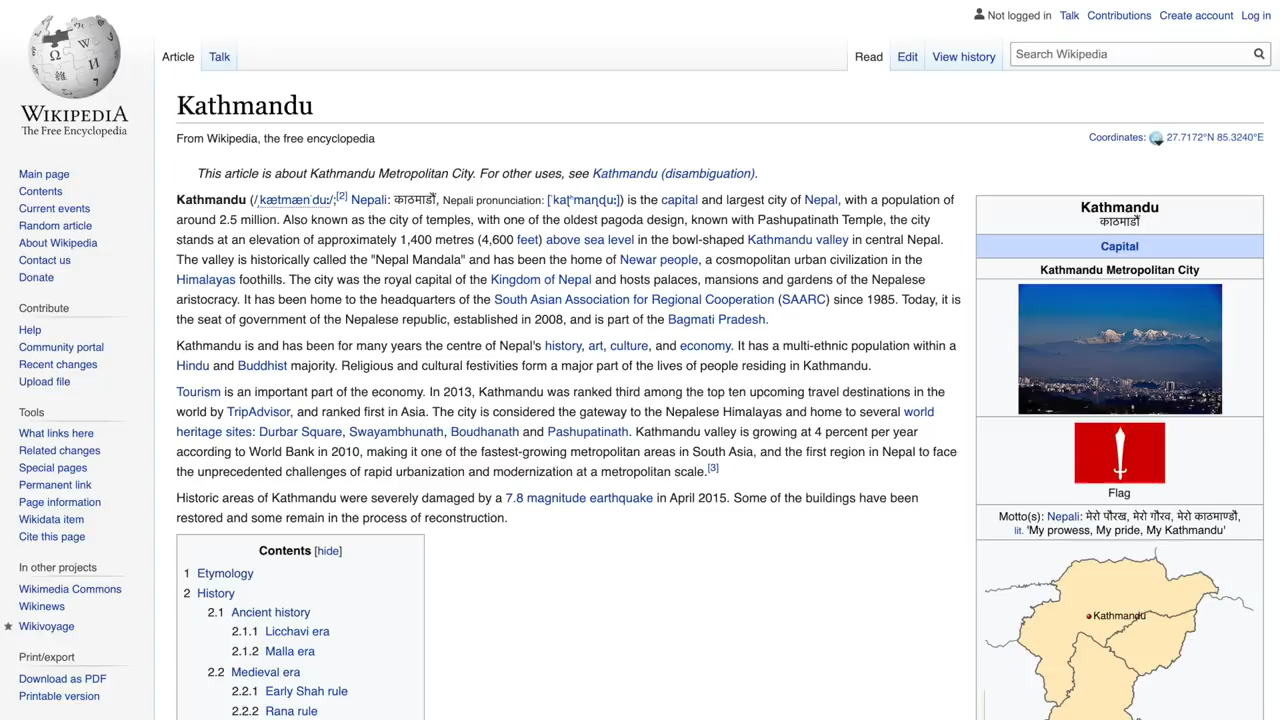 Not logged in Talk Contributions Create account Log in
Article Talk Read Edit View history Search Wikipedia
WIKIPEDIA
The Free Encyclopedia
Main page
Contents
Current events
Random article
About Wikipedia
Contact us
Donate
Contribute
Help
Community portal
Recent changes
Upload file
Tools
What links here
Related changes
Special pages
Permanent link
Page information
Wikidata item
Cite this page
In other projects
Wikimedia Commons
Wikinews
Wikivoyage
Print/export
Download as PDF
Printable version
Kathmandu
From Wikipedia, the free encyclopedia
Coordinates: 27.7172°N 85.3240°E
This article is about Kathmandu Metropolitan City. For other uses, see Kathmandu (disambiguation).
Kathmandu (/ˌkætmænˈduː/;[2] Nepali: काठमाडौँ, Nepali pronunciation: [ˈkaʈʰmaɳɖuː]) is the capital and largest city of Nepal, with a population of
around 2.5 million. Also known as the city of temples, with one of the oldest pagoda design, known with Pashupatinath Temple, the city
stands at an elevation of approximately 1,400 metres (4,600 feet) above sea level in the bowl-shaped Kathmandu valley in central Nepal.
The valley is historically called the "Nepal Mandala" and has been the home of Newar people, a cosmopolitan urban civilization in the
Himalayas foothills. The city was the royal capital of the Kingdom of Nepal and hosts palaces, mansions and gardens of the Nepalese
aristocracy. It has been home to the headquarters of the South Asian Association for Regional Cooperation (SAARC) since 1985. Today, it is
the seat of government of the Nepalese republic, established in 2008, and is part of the Bagmati Pradesh.
Kathmandu is and has been for many years the centre of Nepal's history, art, culture, and economy. It has a multi-ethnic population within a
Hindu and Buddhist majority. Religious and cultural festivities form a major part of the lives of people residing in Kathmandu.
Tourism is an important part of the economy. In 2013, Kathmandu was ranked third among the top ten upcoming travel destinations in the
world by TripAdvisor, and ranked first in Asia. The city is considered the gateway to the Nepalese Himalayas and home to several world
heritage sites: Durbar Square, Swayambhunath, Boudhanath and Pashupatinath. Kathmandu valley is growing at 4 percent per year
according to World Bank in 2010, making it one of the fastest-growing metropolitan areas in South Asia, and the first region in Nepal to face
the unprecedented challenges of rapid urbanization and modernization at a metropolitan scale.[3]
Historic areas of Kathmandu were severely damaged by a 7.8 magnitude earthquake in April 2015. Some of the buildings have been
restored and some remain in the process of reconstruction.
Contents [hide]
1 Etymology
2 History
2.1 Ancient history
2.1.1 Licchavi era
2.1.2 Malla era
2.2 Medieval era
2.2.1 Early Shah rule
2.2.2 Rana rule
Kathmandu
काठमाडौँ
Capital
Kathmandu Metropolitan City
Flag
Motto(s): Nepali: मेरो पौरख, मेरो गौरव, मेरो काठमाण्डौ,
lit. 'My prowess, My pride, My Kathmandu'
Kathmandu